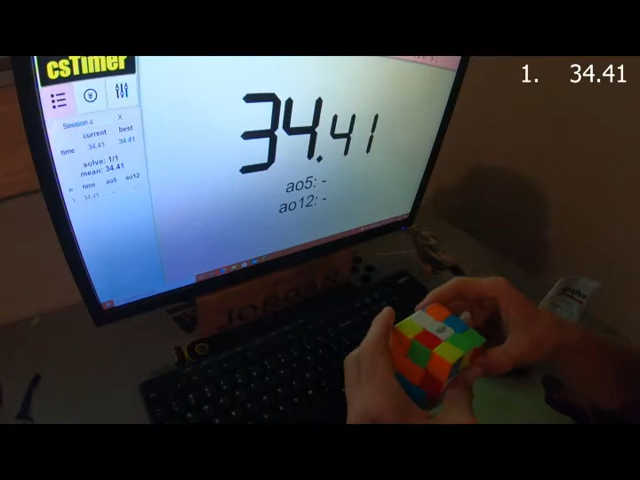 csTimer
1. 34.41
Session
X
current best
time 34.41 34.41
solve: 1/1
mean: 34.41
time ao5 ao12
1 34.41 - -
34.41
ao5: -
ao12: -
JORDAN